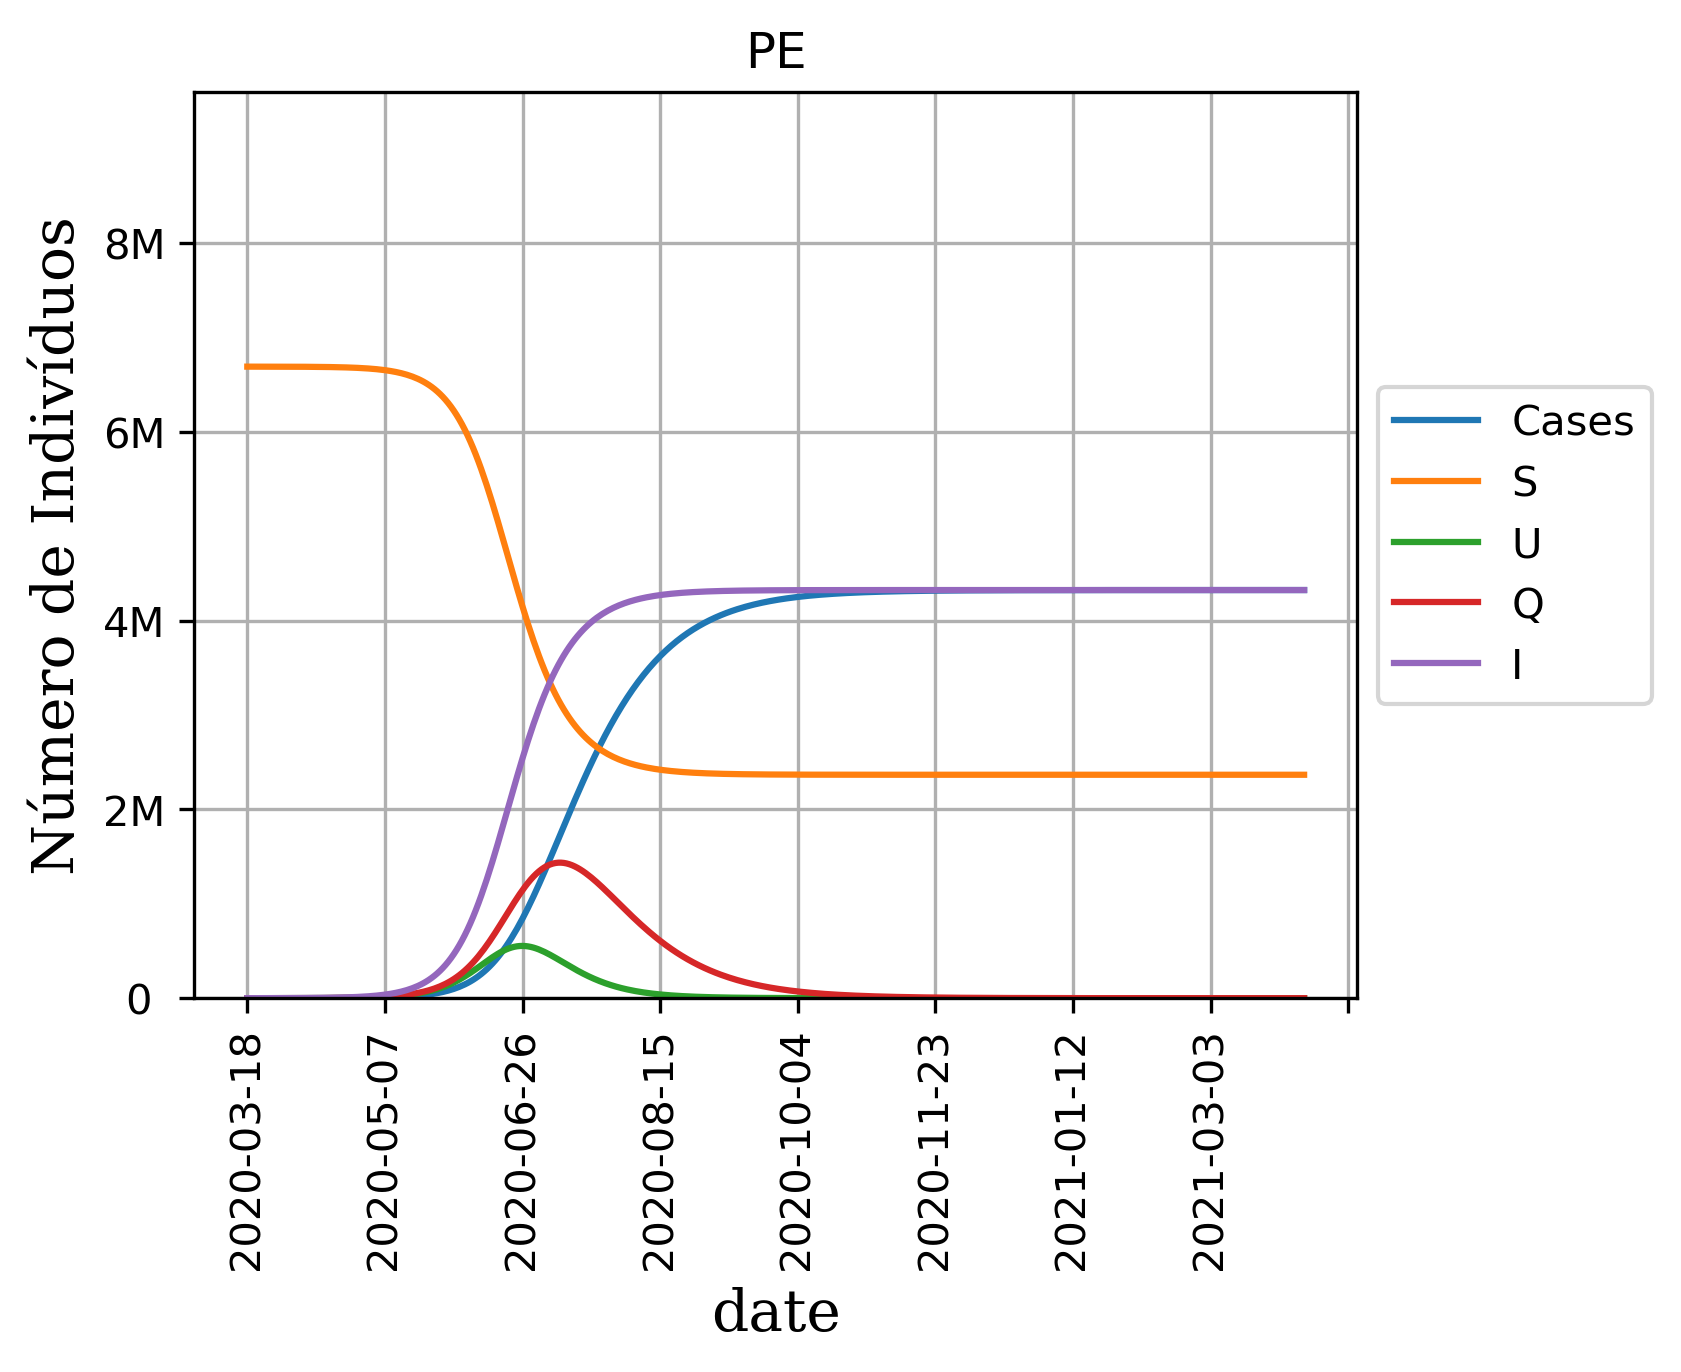 PE
Número de Indivíduos
8M
6M
4M
2M
0
2020-03-18
2020-05-07
2020-06-26
2020-08-15
2020-10-04
2020-11-23
2021-01-12
2021-03-03
date
Cases
S
U
Q
I